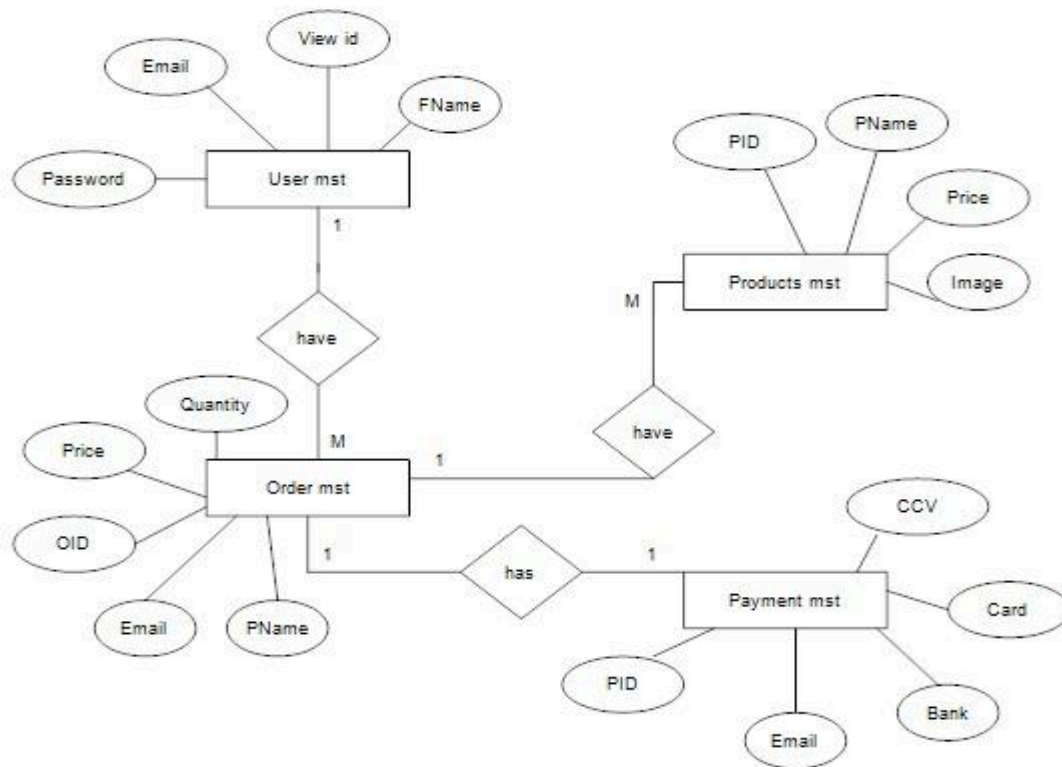 View id
Email
FName
Password
User mst
1
have
M
PID
PName
Price
Image
Products mst
M
have
1
Quantity
Price
OID
Order mst
Email
PName
1
has
1
CCV
Payment mst
Card
PID
Email
Bank